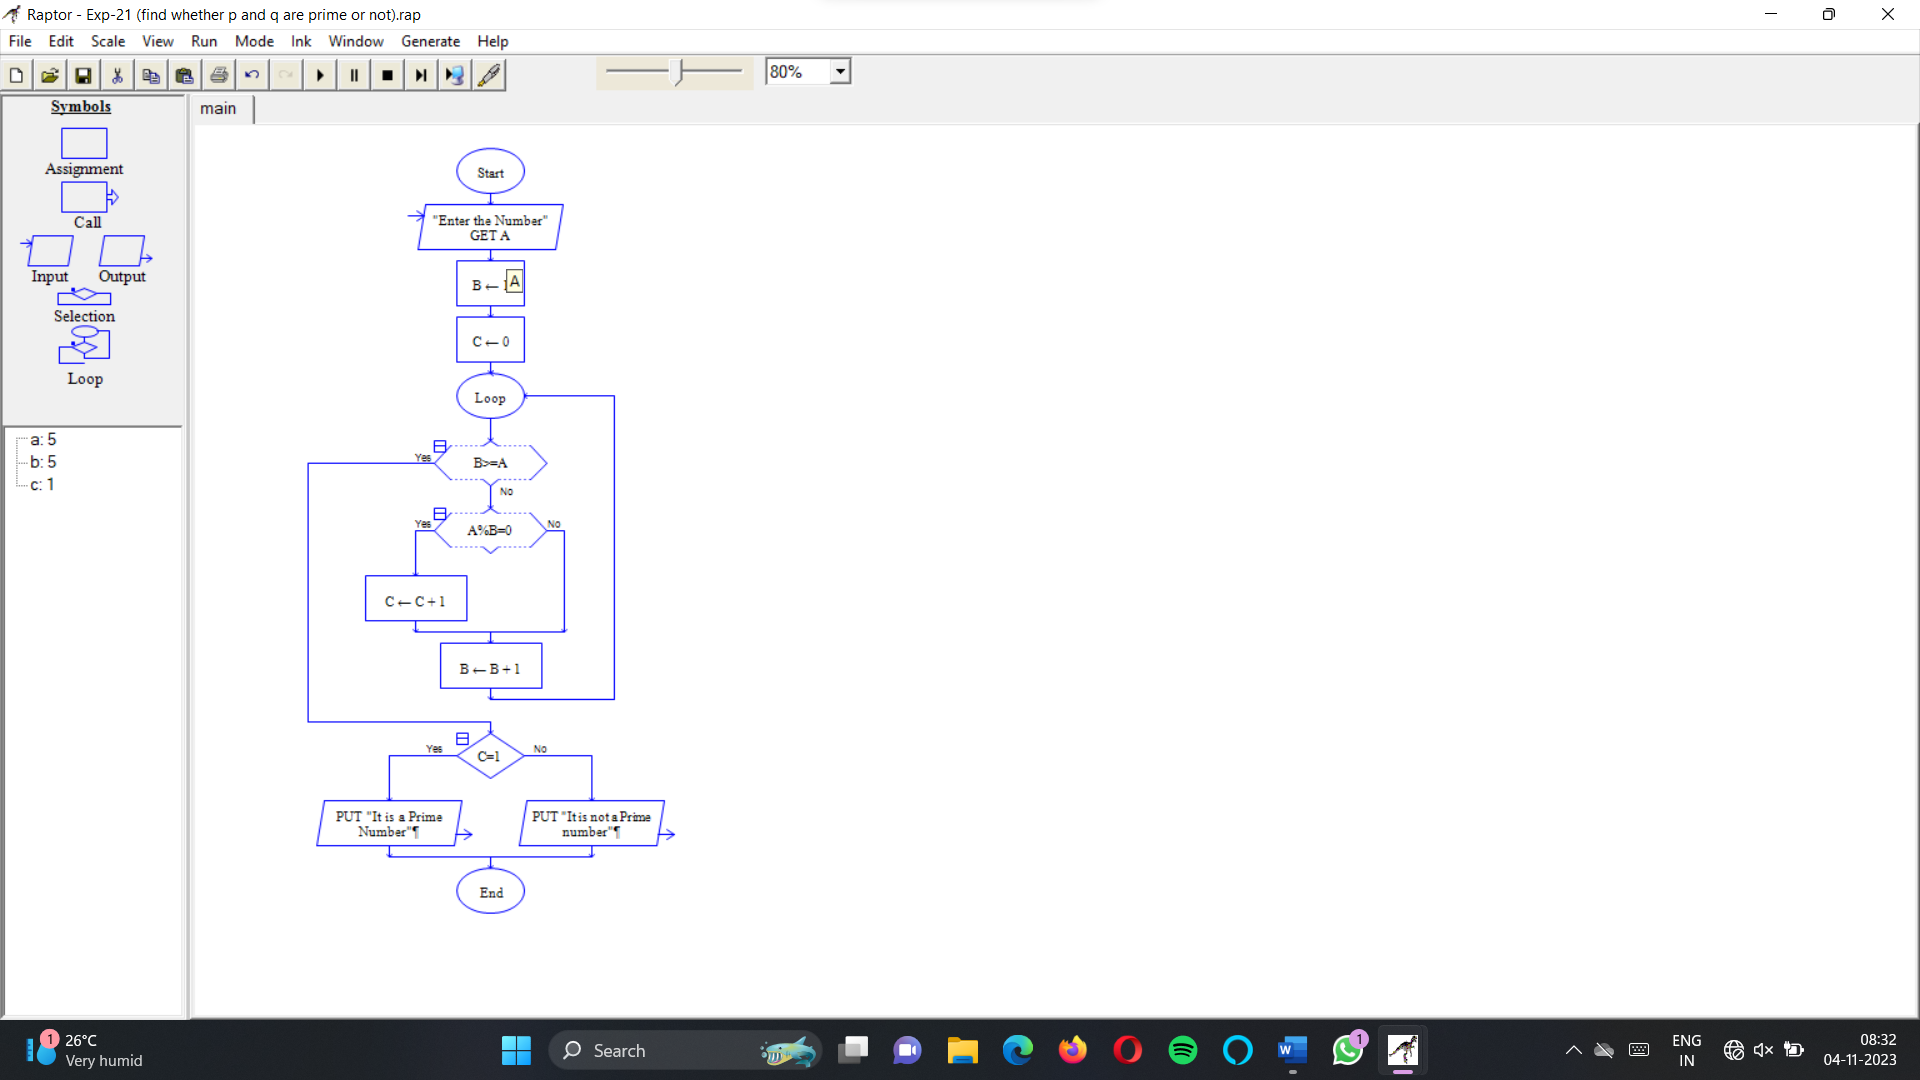 Raptor - Exp-21 (find whether p and q are prime or not).rap
File Edit Scale View Run Mode Ink Window Generate Help
80%
Symbols
main
Assignment
Call
Input Output
Selection
Loop
a: 5
b: 5
c: 1
Start
"Enter the Number"
GET A
B ←
A
C ← 0
Loop
Yes
B>=A
No
Yes
A%B=0
No
C ← C + 1
B ← B + 1
Yes
C=1
No
PUT "It is a Prime
Number"¶
PUT "It is not a Prime
number"¶
End
1
26°C
Very humid
Search
W
1
ENG
IN
08:32
04-11-2023